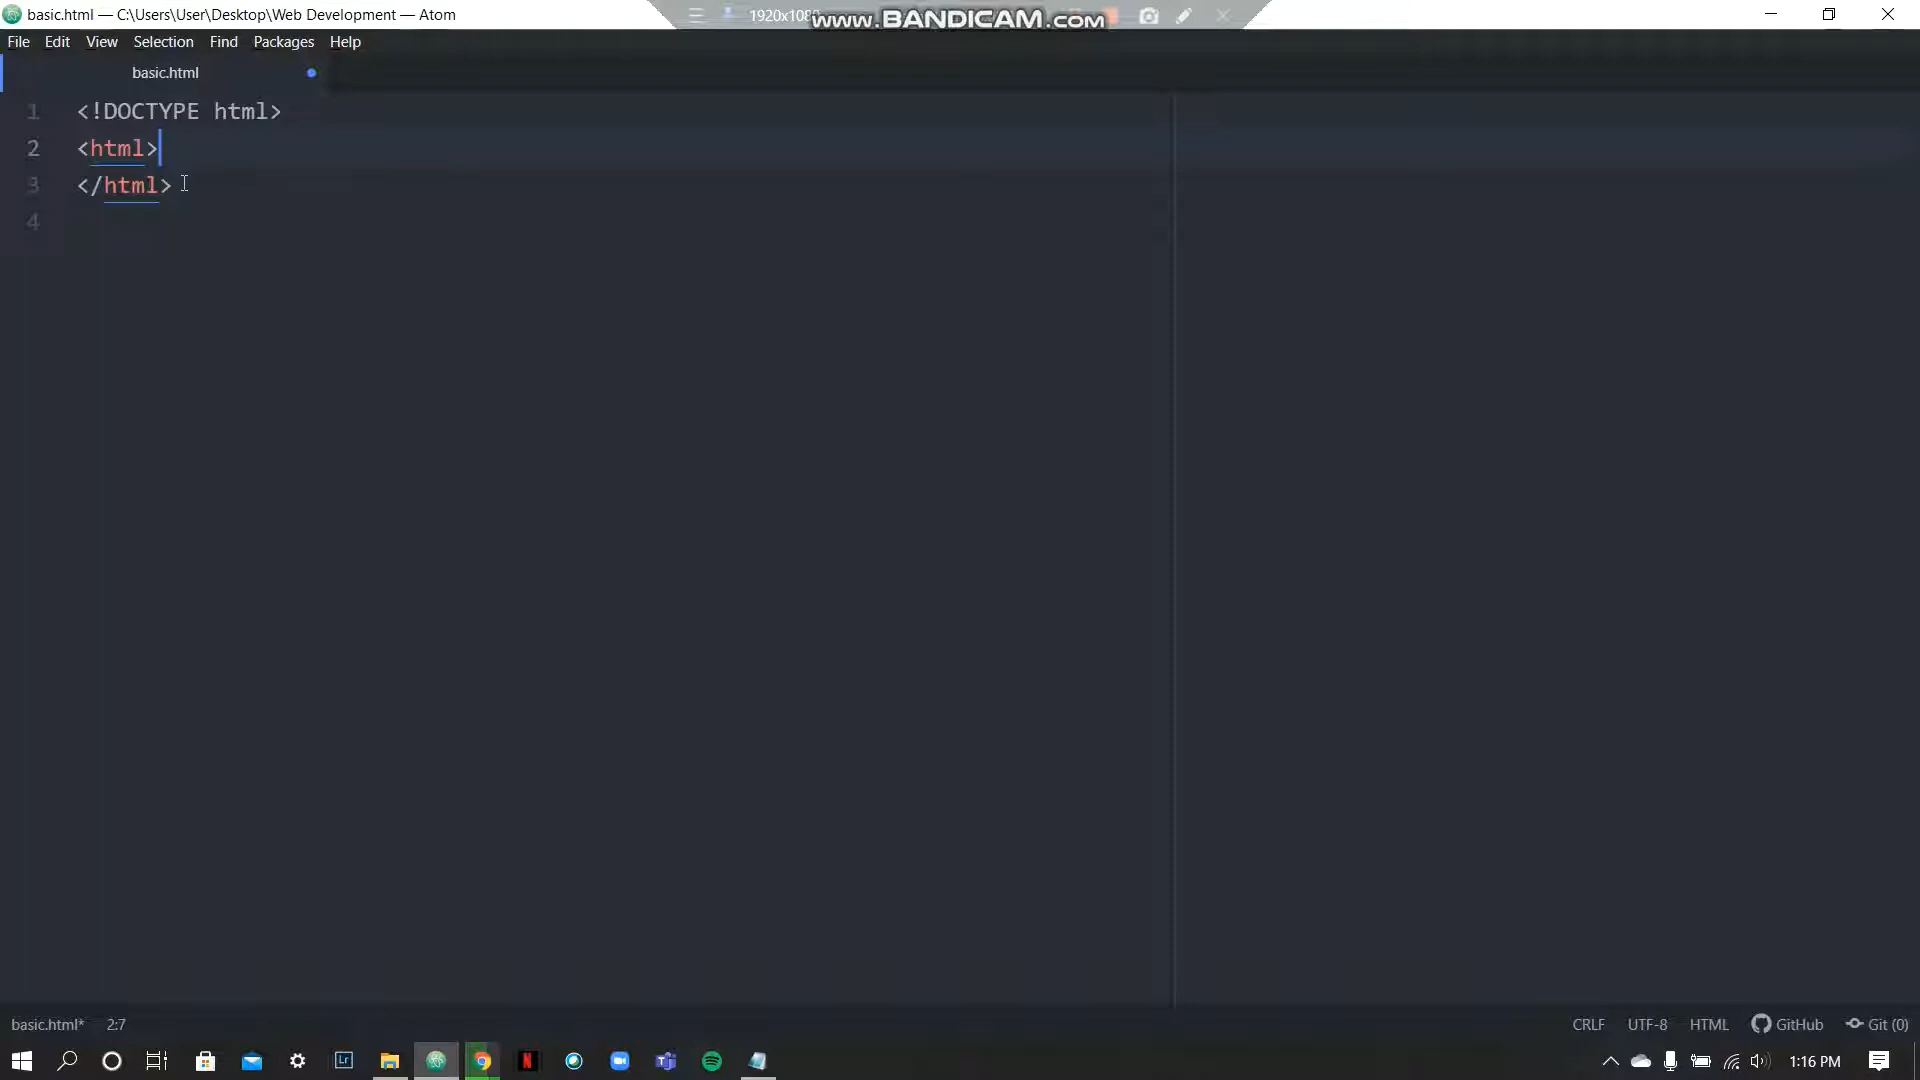 basic.html — C:\Users\User\Desktop\Web Development — Atom
www.BANDICAM.com
File Edit View Selection Find Packages Help
basic.html
1 <!DOCTYPE html>
2 <html>
3 </html>
4
basic.html* 2:7
CRLF UTF-8 HTML GitHub Git (0)
Lr N 1:16 PM